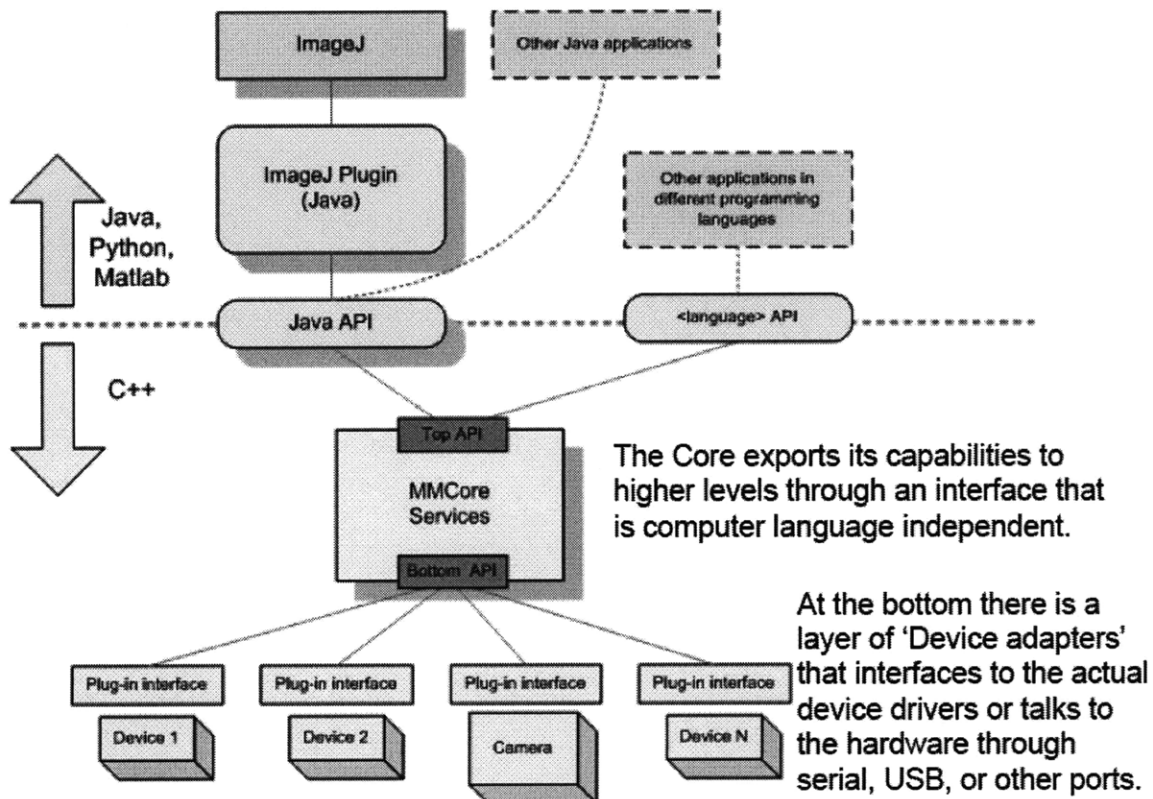 ImageJ
Other Java applications
ImageJ Plugin
(Java)
Other applications in
different programming
languages
Java,
Python,
Matlab
Java API
<language> API
C++
Top API
MMCore
Services
Bottom API
The Core exports its capabilities to
higher levels through an interface that
is computer language independent.
At the bottom there is a
layer of ‘Device adapters’
that interfaces to the actual
device drivers or talks to
the hardware through
serial, USB, or other ports.
Plug-in interface
Plug-in interface
Plug-in interface
Plug-in interface
Device 1
Device 2
Camera
Device N